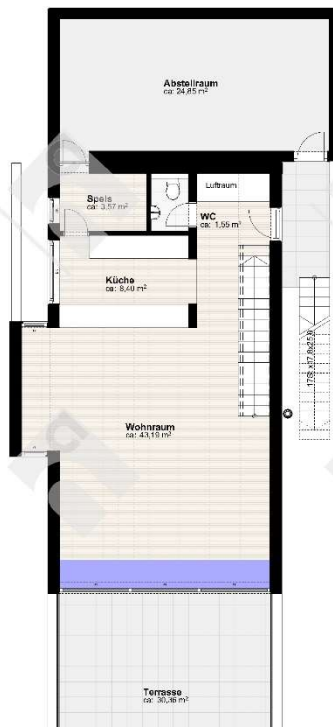 Abstellraum
ca: 24,85 m²
Speis
ca: 3,57 m²
Luftraum
WC
ca: 1,55 m²
Küche
ca: 8,40 m²
Wohnraum
ca: 43,19 m²
Terrasse
ca: 30,36 m²